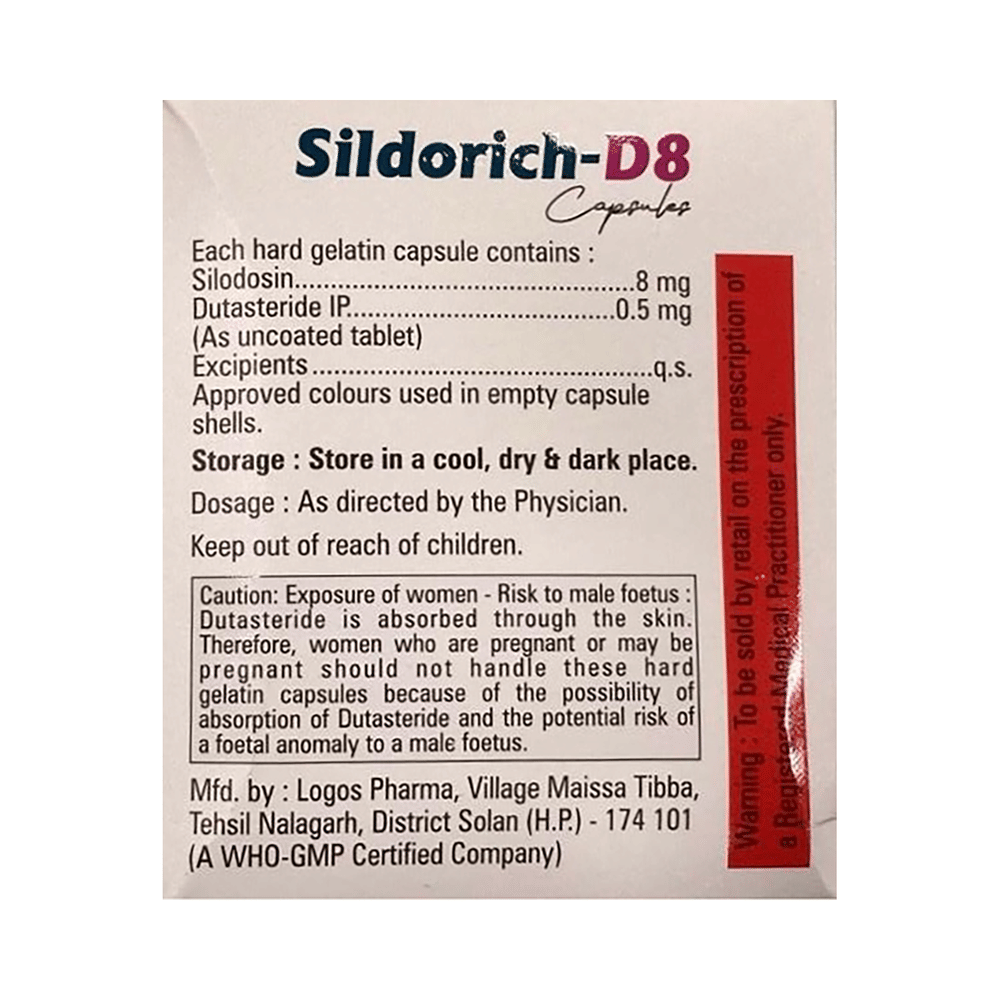 Sildorich-D8
Capsules
Each hard gelatin capsule contains :
Silodosin..............................................8 mg
Dutasteride IP.....................................0.5 mg
(As uncoated tablet)
Excipients..............................................q.s.
Approved colours used in empty capsule
shells.
Storage : Store in a cool, dry & dark place.
Dosage : As directed by the Physician.
Keep out of reach of children.
Caution: Exposure of women - Risk to male foetus :
Dutasteride is absorbed through the skin.
Therefore, women who are pregnant or may be
pregnant should not handle these hard
gelatin capsules because of the possibility of
absorption of Dutasteride and the potential risk of
a foetal anomaly to a male foetus.
Mfd. by : Logos Pharma, Village Maissa Tibba,
Tehsil Nalagarh, District Solan (H.P.) - 174 101
(A WHO-GMP Certified Company)
Warning : To be sold by retail on the prescription of
a Registered Medical Practitioner only.